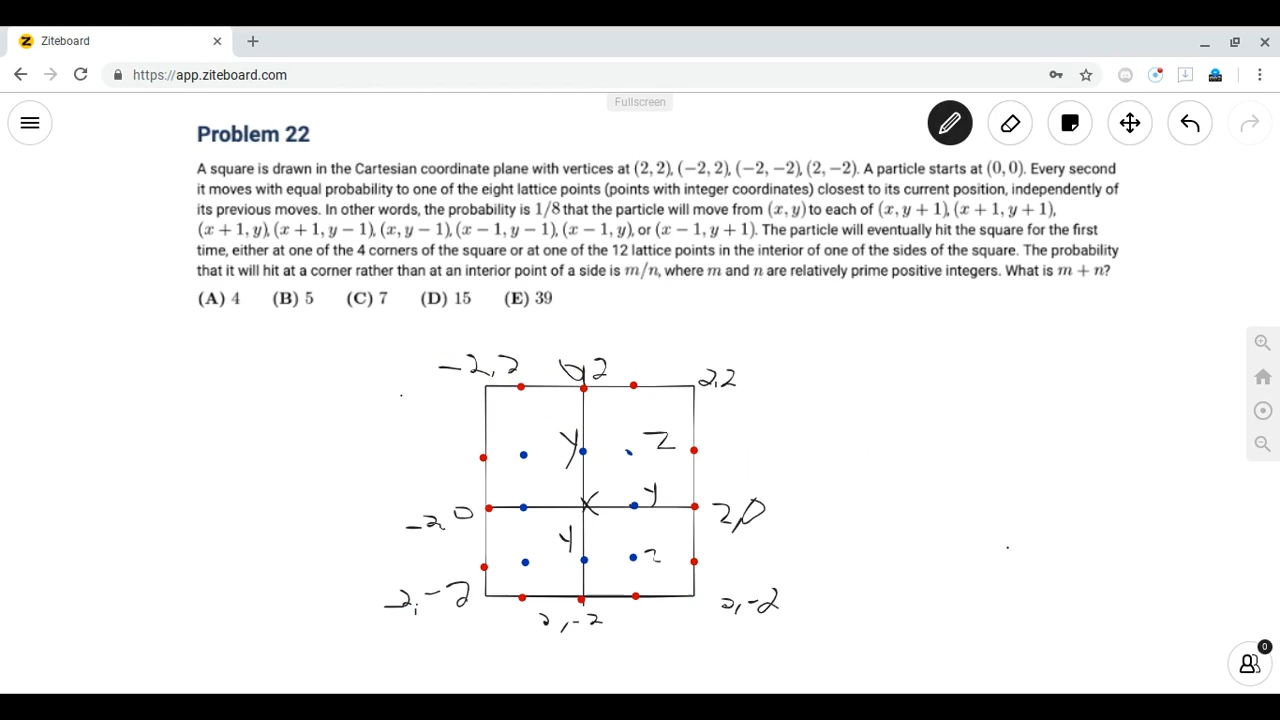 Ziteboard
https://app.ziteboard.com
Fullscreen
Problem 22
A square is drawn in the Cartesian coordinate plane with vertices at (2, 2), (−2, 2), (−2, −2), (2, −2). A particle starts at (0, 0). Every second
it moves with equal probability to one of the eight lattice points (points with integer coordinates) closest to its current position, independently of
its previous moves. In other words, the probability is 1/8 that the particle will move from (x, y) to each of (x, y + 1), (x + 1, y + 1),
(x + 1, y), (x + 1, y − 1), (x, y − 1), (x − 1, y − 1), (x − 1, y), or (x − 1, y + 1). The particle will eventually hit the square for the first
time, either at one of the 4 corners of the square or at one of the 12 lattice points in the interior of one of the sides of the square. The probability
that it will hit at a corner rather than at an interior point of a side is m/n, where m and n are relatively prime positive integers. What is m + n?
(A) 4 (B) 5 (C) 7 (D) 15 (E) 39
-2,2 2 2,2
y z
x y
-2 0 2,0
y z
-2,-2 2,-2